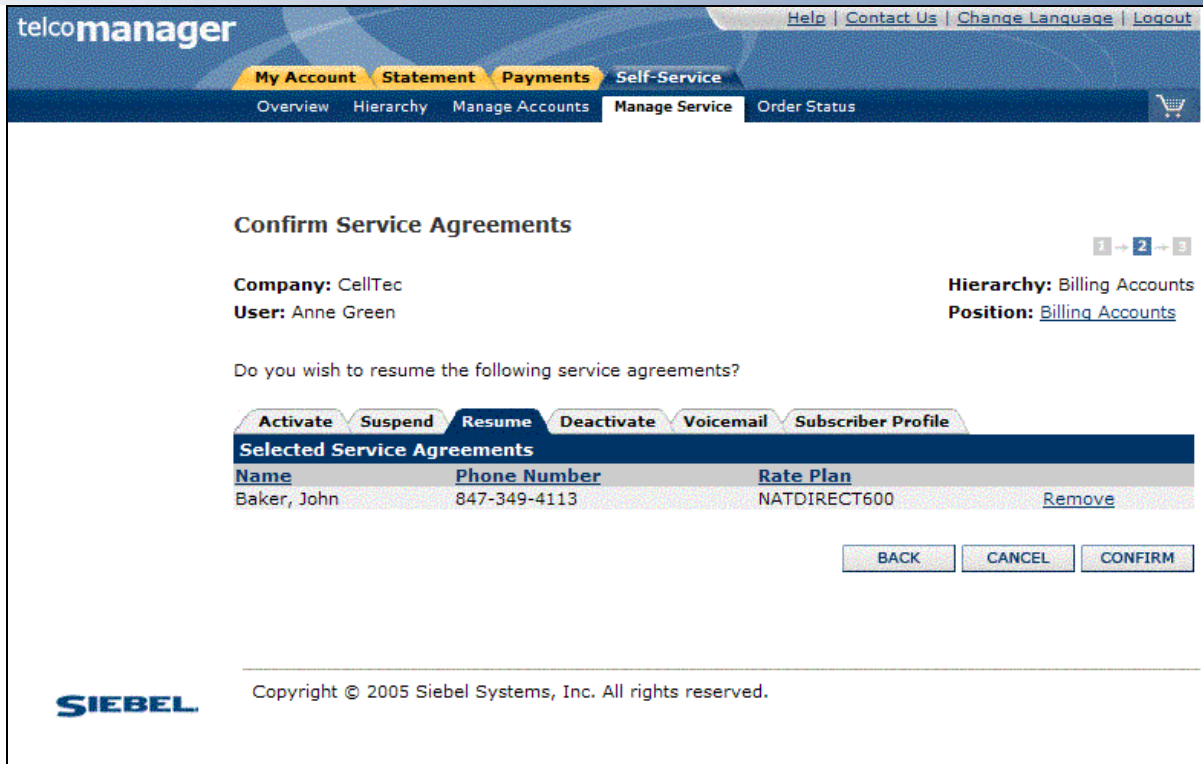 telcomanager
Help | Contact Us | Change Language | Logout
My Account Statement Payments Self-Service
Overview Hierarchy Manage Accounts Manage Service Order Status
Confirm Service Agreements
1 2 3
Company: CellTec
Hierarchy: Billing Accounts
User: Anne Green
Position: Billing Accounts
Do you wish to resume the following service agreements?
Activate Suspend Resume Deactivate Voicemail Subscriber Profile
Selected Service Agreements
Name Phone Number Rate Plan
Baker, John 847-349-4113 NATDIRECT600 Remove
BACK CANCEL CONFIRM
SIEBEL.
Copyright © 2005 Siebel Systems, Inc. All rights reserved.